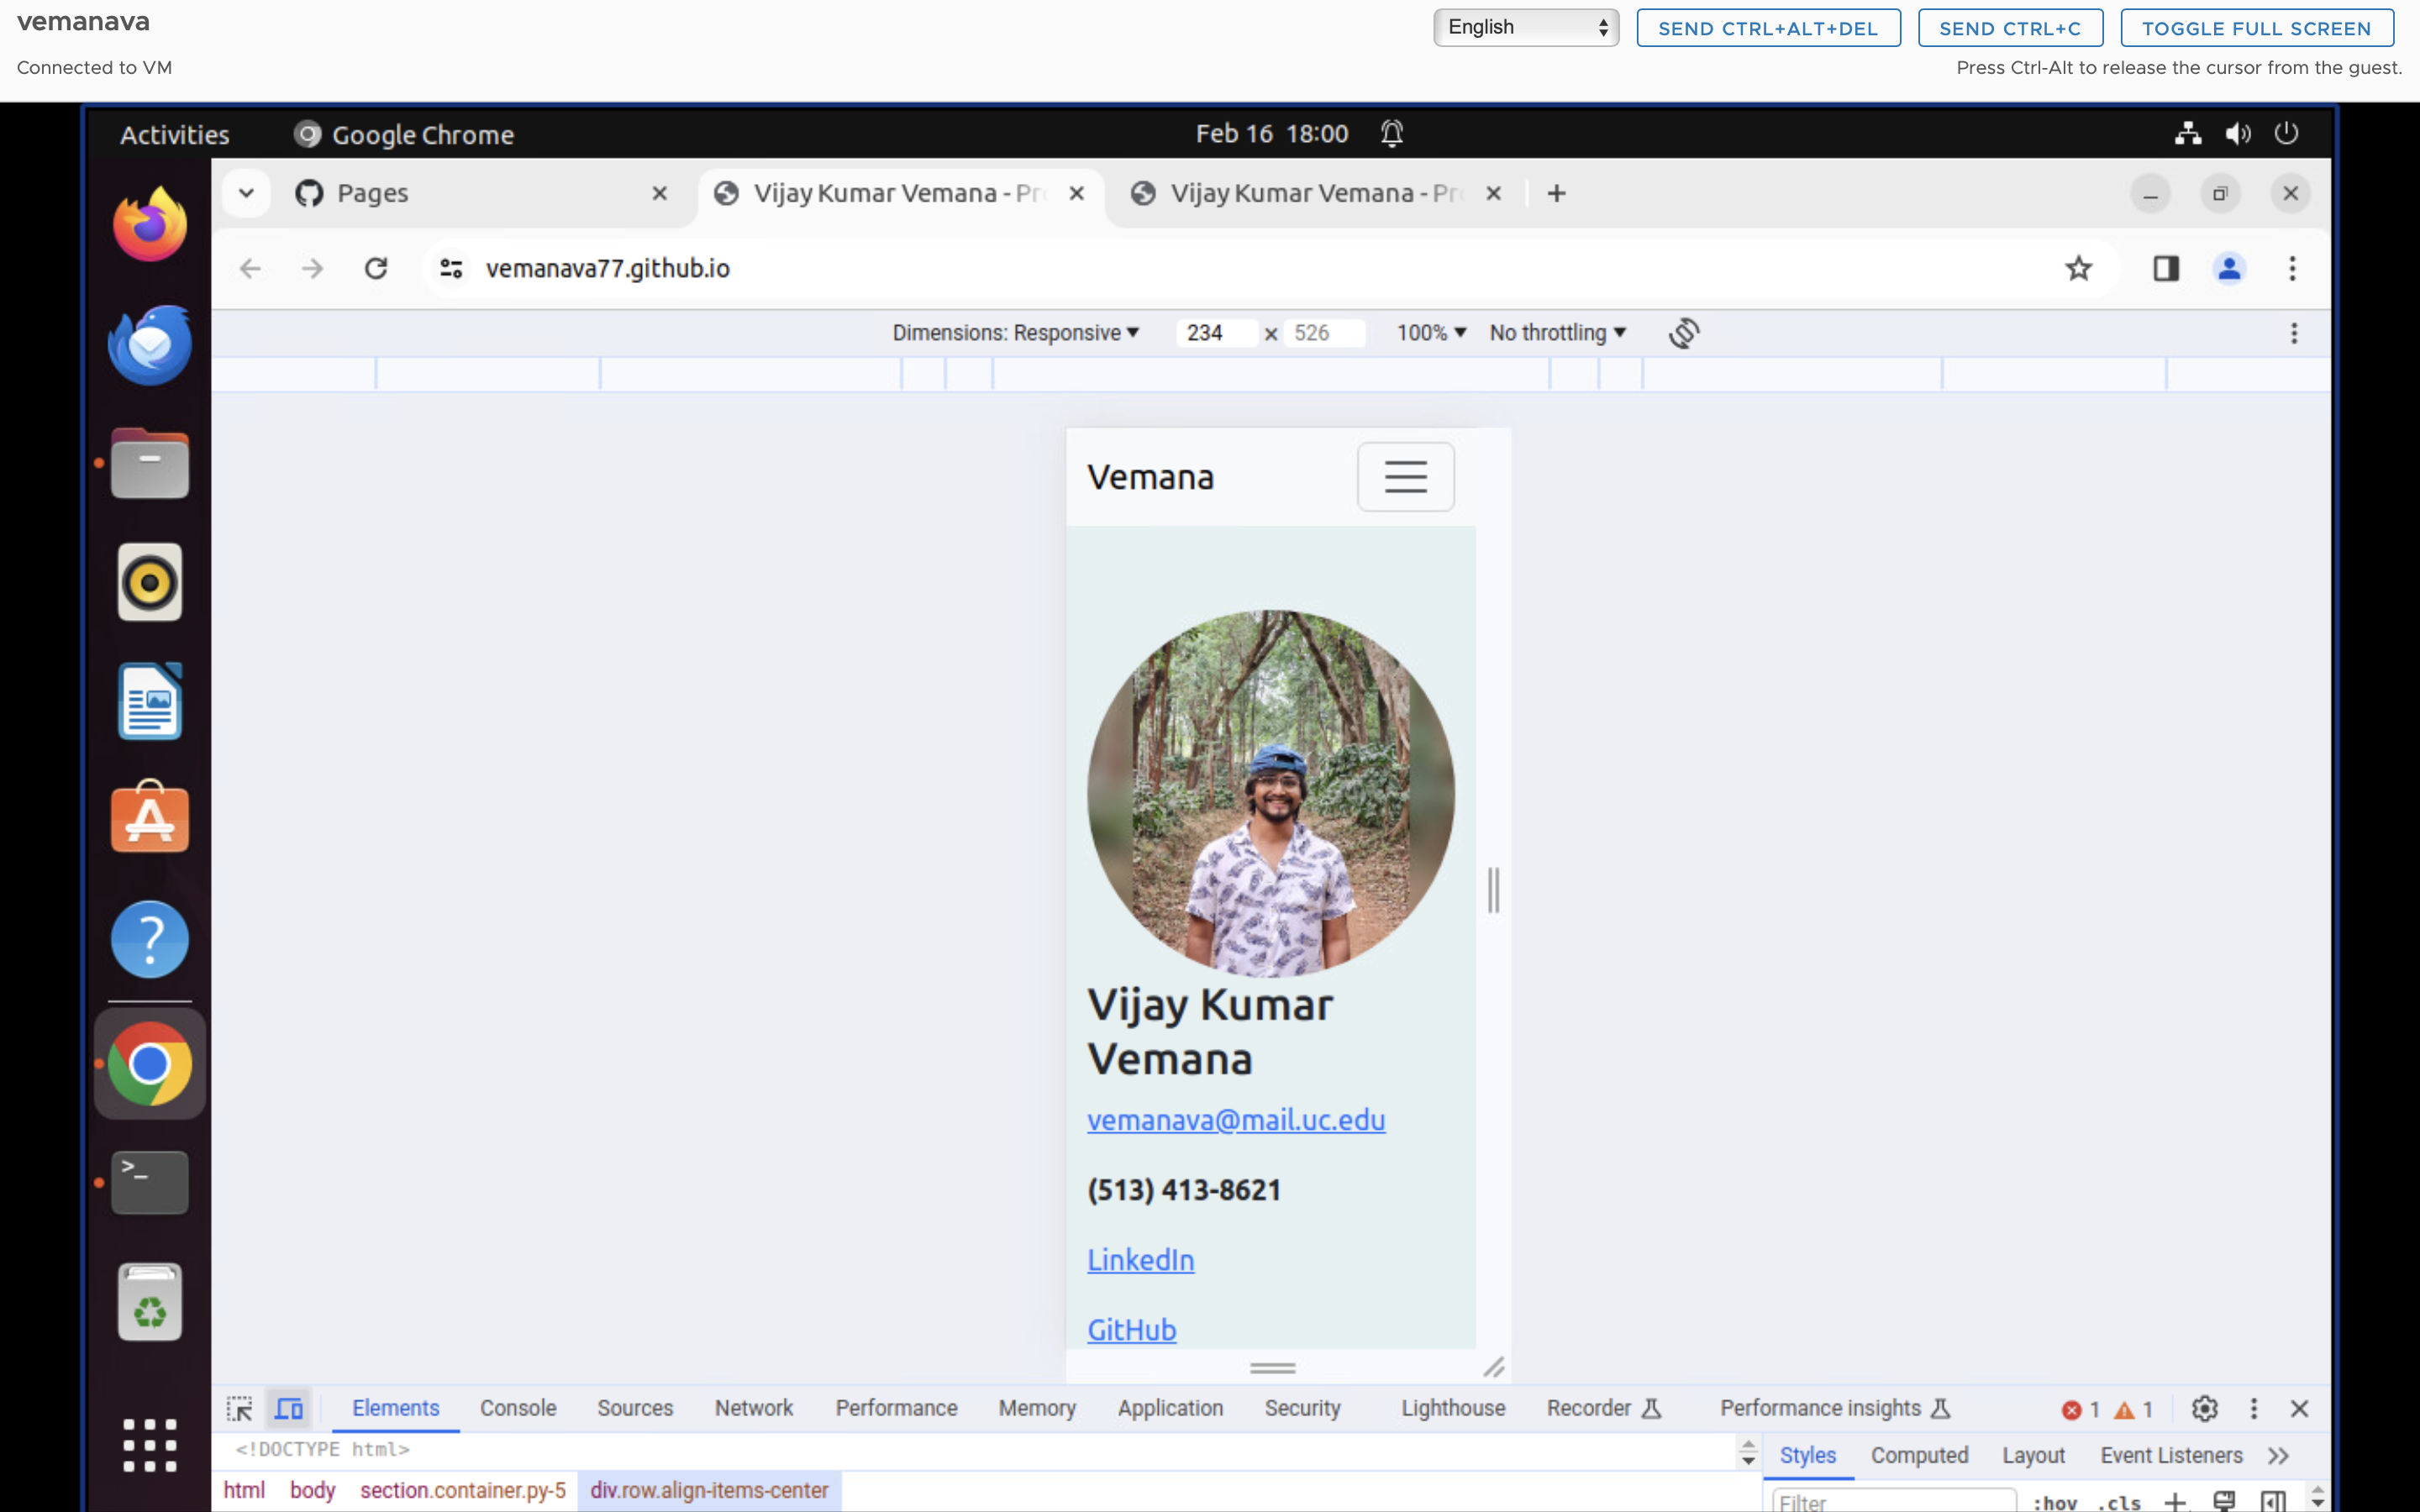 vemanava
English
SEND CTRL+ALT+DEL
SEND CTRL+C
TOGGLE FULL SCREEN
Connected to VM
Press Ctrl-Alt to release the cursor from the guest.
Activities
Google Chrome
Feb 16 18:00
Pages
Vijay Kumar Vemana - Pr
Vijay Kumar Vemana - Pr
vemanava77.github.io
Dimensions: Responsive
234 × 526
100%
No throttling
Vemana
Vijay Kumar
Vemana
vemanava@mail.uc.edu
(513) 413-8621
LinkedIn
GitHub
Elements
Console
Sources
Network
Performance
Memory
Application
Security
Lighthouse
Recorder
Performance insights
1
1
<!DOCTYPE html>
Styles
Computed
Layout
Event Listeners
html
body
section.container.py-5
div.row.align-items-center
Filter
:hov
.cls